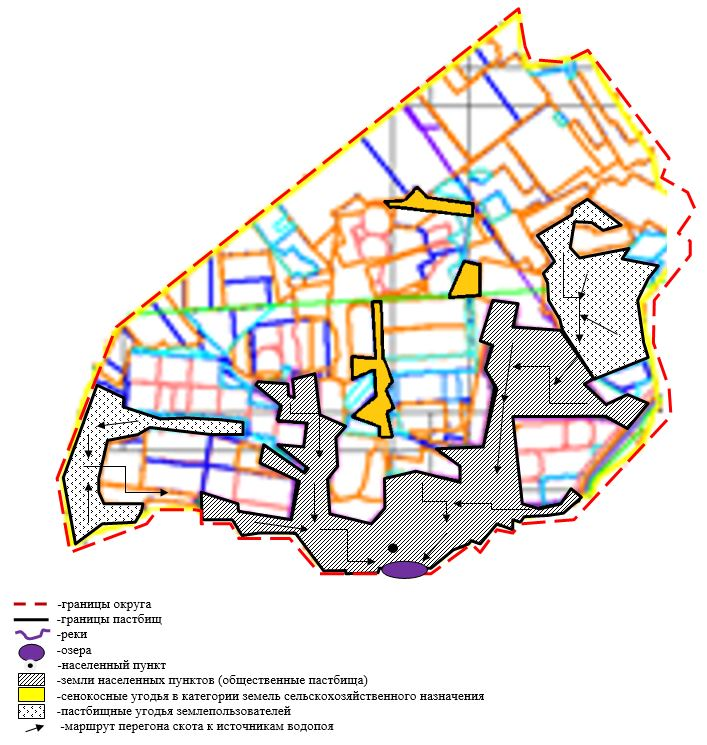 -границы округа
-границы пастбищ
-реки
-озера
-населенный пункт
-земли населенных пунктов (общественные пастбища)
-сенокосные угодья в категории земель сельскохозяйственного назначения
-пастбищные угодья землепользователей
-маршрут перегона скота к источникам водопоя